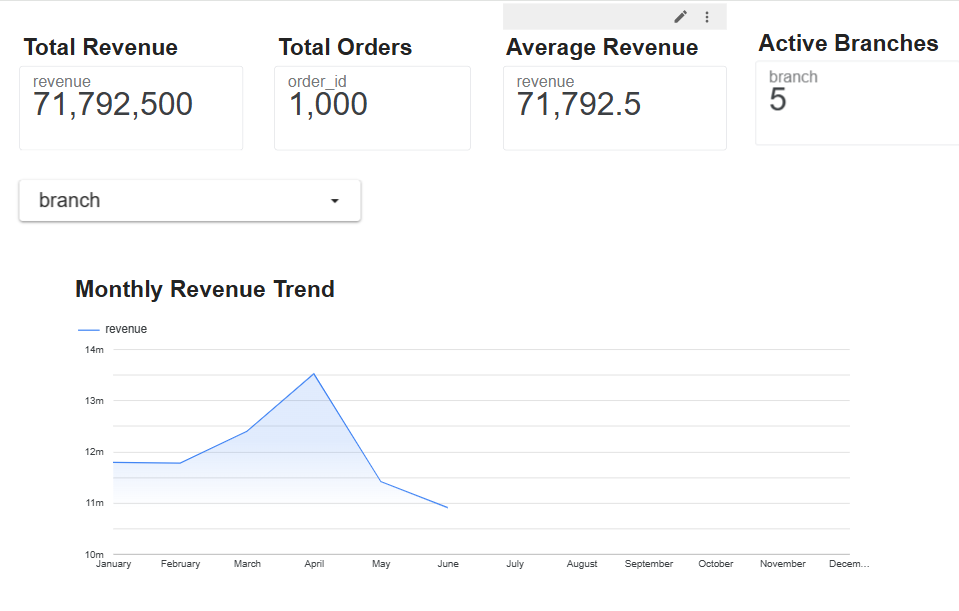 Total Revenue
revenue
71,792,500
Total Orders
order_id
1,000
Average Revenue
revenue
71,792.5
Active Branches
branch
5
branch
Monthly Revenue Trend
revenue
14m
13m
12m
11m
10m
January February March April May June July August September October November Decem...